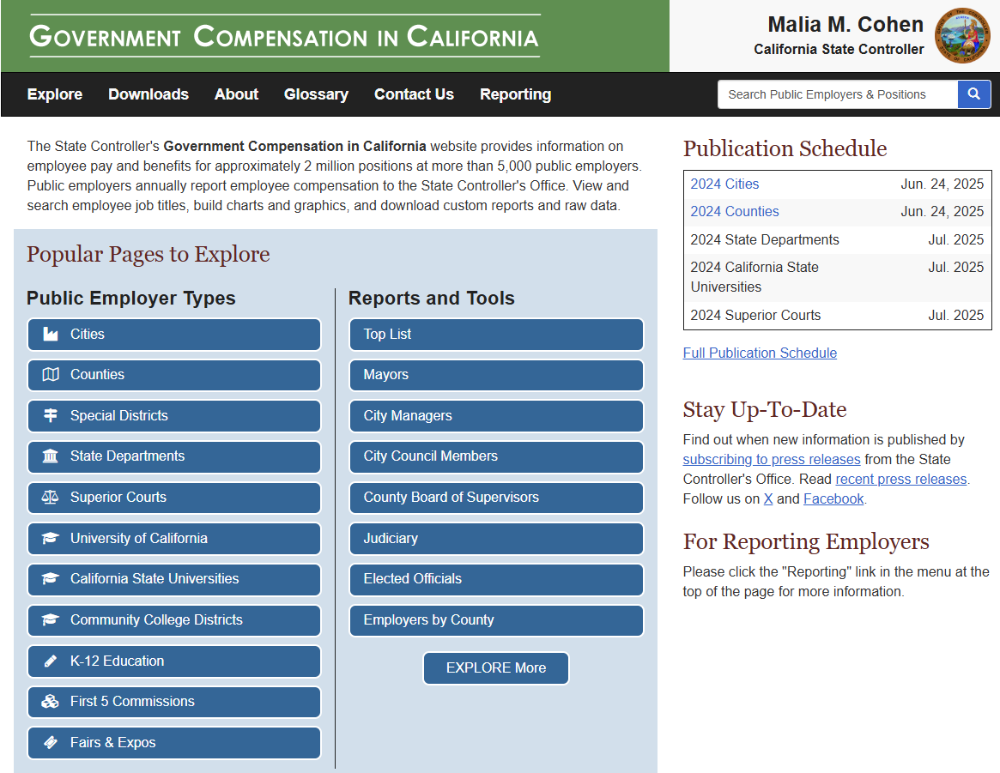 GOVERNMENT COMPENSATION IN CALIFORNIA
Malia M. Cohen
California State Controller
Explore
Downloads
About
Glossary
Contact Us
Reporting
Search Public Employers & Positions
The State Controller's Government Compensation in California website provides information on
employee pay and benefits for approximately 2 million positions at more than 5,000 public employers.
Public employers annually report employee compensation to the State Controller's Office. View and
search employee job titles, build charts and graphics, and download custom reports and raw data.
Popular Pages to Explore
Public Employer Types
Cities
Counties
Special Districts
State Departments
Superior Courts
University of California
California State Universities
Community College Districts
K-12 Education
First 5 Commissions
Fairs & Expos
Reports and Tools
Top List
Mayors
City Managers
City Council Members
County Board of Supervisors
Judiciary
Elected Officials
Employers by County
EXPLORE More
Publication Schedule
2024 Cities Jun. 24, 2025
2024 Counties Jun. 24, 2025
2024 State Departments Jul. 2025
2024 California State Jul. 2025
Universities
2024 Superior Courts Jul. 2025
Full Publication Schedule
Stay Up-To-Date
Find out when new information is published by
subscribing to press releases from the State
Controller's Office. Read recent press releases.
Follow us on X and Facebook.
For Reporting Employers
Please click the "Reporting" link in the menu at the
top of the page for more information.